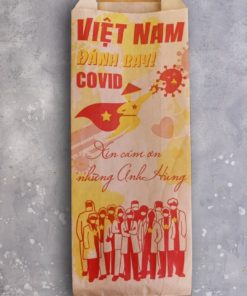 VIỆT NAM
ĐÁNH BAY!
COVID
Xin cảm ơn
những Anh Hùng